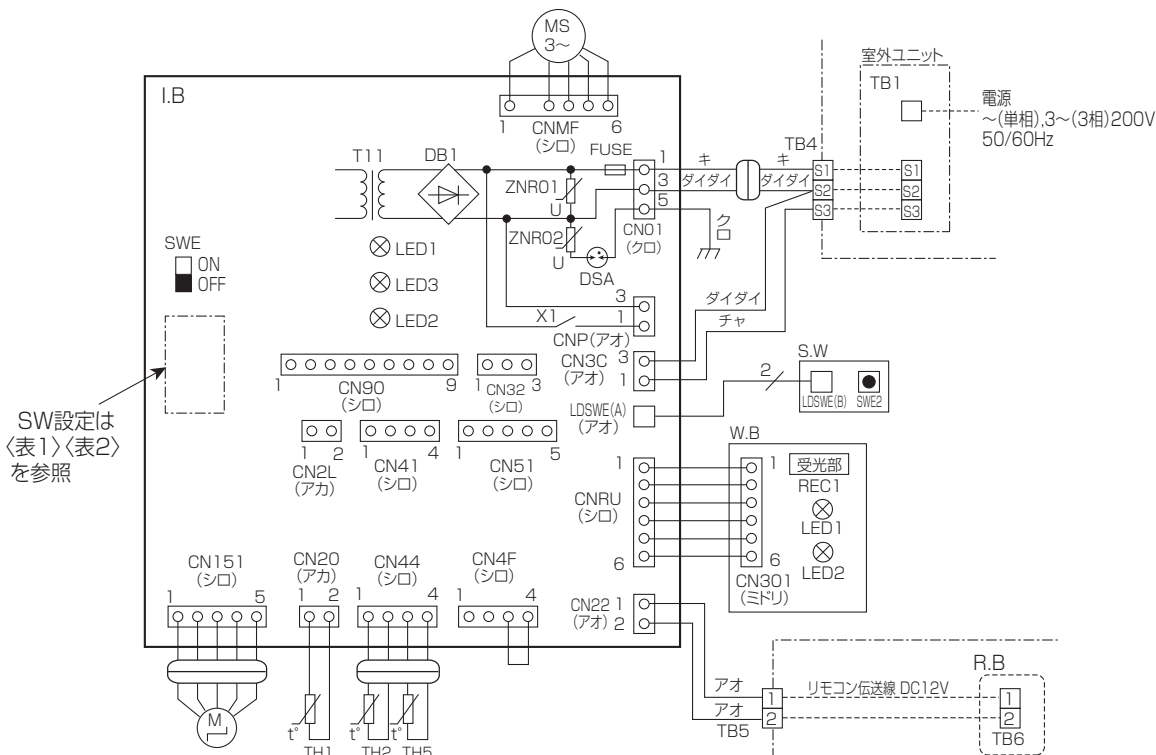 MS
3～
室外ユニット
I.B
TB1
電源
～(単相),3～(3相)200V
50/60Hz
1 CNMF 6
(シロ)
TB4
T11 DB1 FUSE 1 キ キ S1 S1
ZNR01 3 ダイダイ ダイダイ S2 S2
U 5 S3 S3
ZNR02 CN01 クロ
(クロ)
U
DSA
SWE
ON
OFF
LED1
LED3
LED2
3 ダイダイ
X1 1 チャ
CNP(アオ)
CN3C 3
(アオ) 1
S.W
2
LDSWE(B) SWE2
LDSWE(A)
(アオ)
1 CN90 9
(シロ)
1 CN32 3
(シロ)
SW設定は
〈表1〉〈表2〉
を参照
1 2
CN2L
(アカ)
1 CN41 4
(シロ)
1 CN51 5
(シロ)
W.B
1 1 受光部
CNRU REC1
(シロ) LED1
6 6 LED2
CN301
(ミドリ)
CN151
(シロ)
1 5
CN20
(アカ)
1 2
CN44
(シロ)
1 4
CN4F
(シロ)
1 4
CN22 1
(アオ) 2
R.B
アオ 1 リモコン伝送線 DC12V 1
アオ 2 2
TB5 TB6
M
t° t° t°
TH1 TH2 TH5